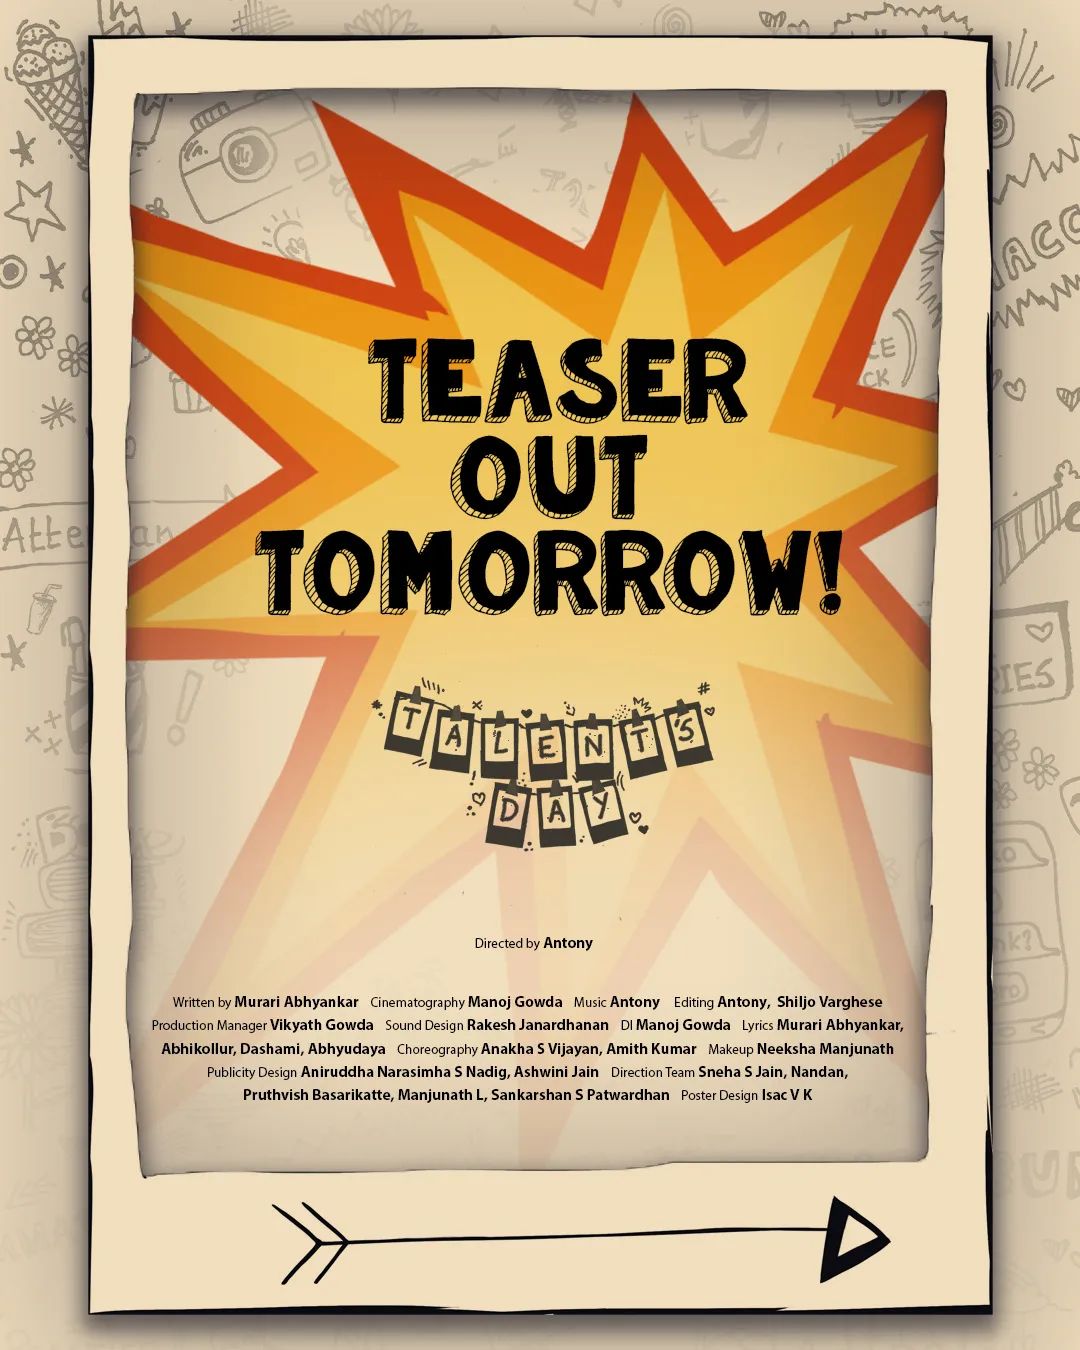 TEASER
OUT
TOMORROW!
TALENT'S
DAY
Directed by Antony
Written by Murari Abhyankar Cinematography Manoj Gowda Music Antony Editing Antony, Shiljo Varghese
Production Manager Vikyath Gowda Sound Design Rakesh Janardhanan DI Manoj Gowda Lyrics Murari Abhyankar,
Abhikollur, Dashami, Abhyudaya Choreography Anakha S Vijayan, Amith Kumar Makeup Neeksha Manjunath
Publicity Design Aniruddha Narasimha S Nadig, Ashwini Jain Direction Team Sneha S Jain, Nandan,
Pruthvish Basarikatte, Manjunath L, Sankarshan S Patwardhan Poster Design Isac V K